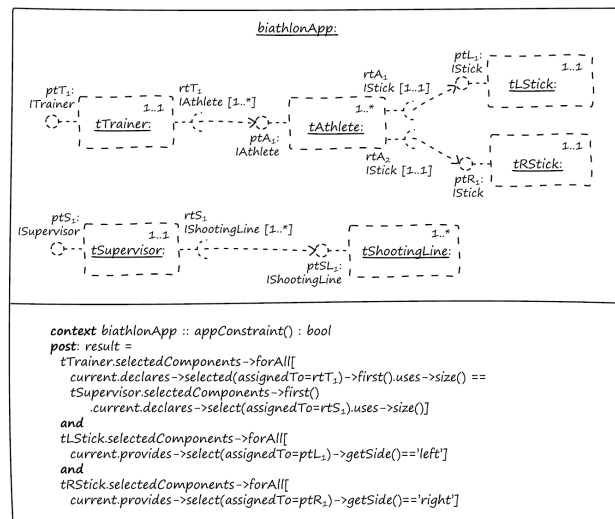 biathlonApp:
ptT₁:
ITrainer
1..1
tTrainer:
rtT₁
IAthlete [1..*]
ptA₁:
IAthlete
1..*
tAthlete:
rtA₁
IStick [1..1]
rtA₂
IStick [1..1]
ptL₁:
IStick
1..1
tLStick:
ptR₁:
IStick
1..1
tRStick:
ptS₁:
ISupervisor
1..1
tSupervisor:
rtS₁
IShootingLine [1..*]
ptSL₁:
IShootingLine
1..*
tShootingLine:
context biathlonApp :: appConstraint() : bool
post: result =
tTrainer.selectedComponents->forAll[
current.declares->selected(assignedTo=rtT₁)->first().uses->size() ==
tSupervisor.selectedComponents->first()
.current.declares->select(assignedTo=rtS₁).uses->size()]
and
tLStick.selectedComponents->forAll[
current.provides->select(assignedTo=ptL₁)->getSide()=='left']
and
tRStick.selectedComponents->forAll[
current.provides->select(assignedTo=ptR₁)->getSide()=='right']